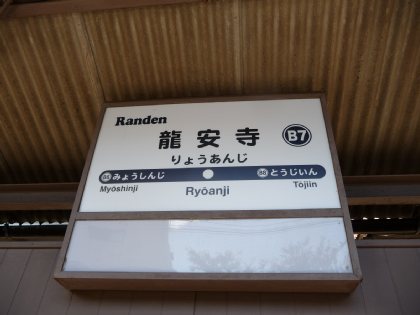 Randen
龍安寺
B7
りょうあんじ
B6 みょうしんじ
B8 とうじいん
Myōshinji
Ryōanji
Tōjiin